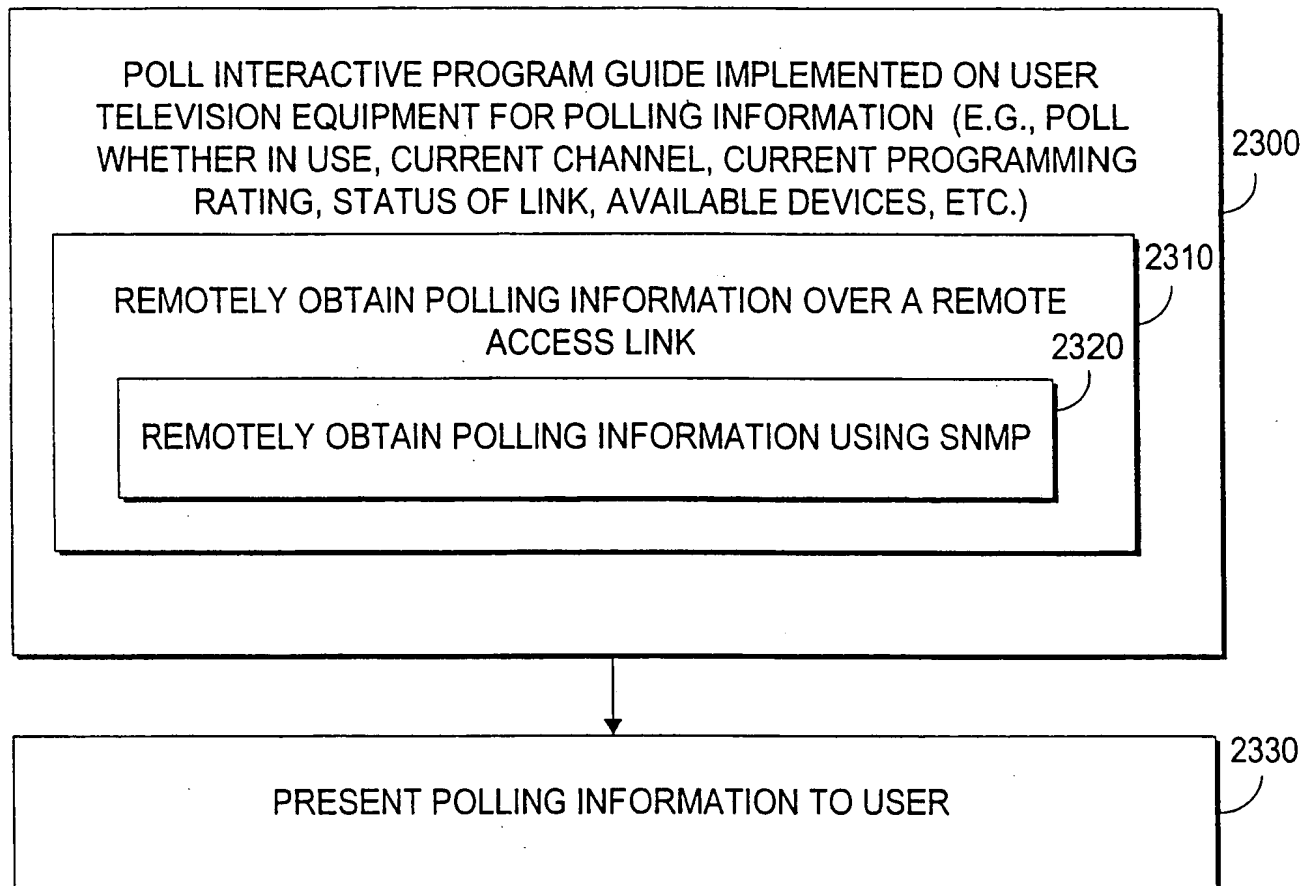 POLL INTERACTIVE PROGRAM GUIDE IMPLEMENTED ON USER
TELEVISION EQUIPMENT FOR POLLING INFORMATION (E.G., POLL
WHETHER IN USE, CURRENT CHANNEL, CURRENT PROGRAMMING
RATING, STATUS OF LINK, AVAILABLE DEVICES, ETC.)
2300
2310
REMOTELY OBTAIN POLLING INFORMATION OVER A REMOTE
ACCESS LINK
2320
REMOTELY OBTAIN POLLING INFORMATION USING SNMP
2330
PRESENT POLLING INFORMATION TO USER